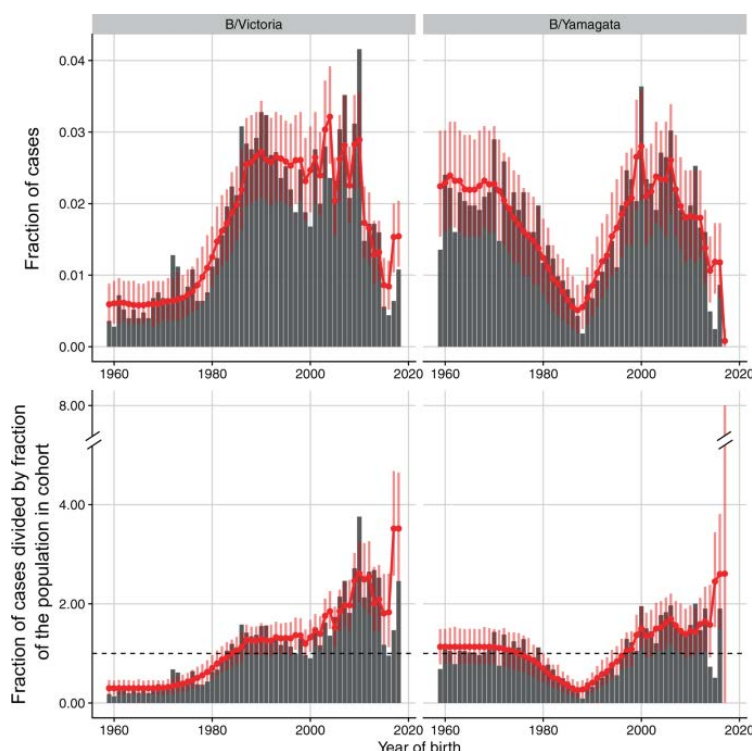 B/Victoria
B/Yamagata
Fraction of cases
0.04
0.03
0.02
0.01
0.00
1960 1980 2000 2020
1960 1980 2000 2020
Fraction of cases divided by fraction
of the population in cohort
8.00
4.00
2.00
0.00
1960 1980 2000 2020
1960 1980 2000 2020
Year of birth